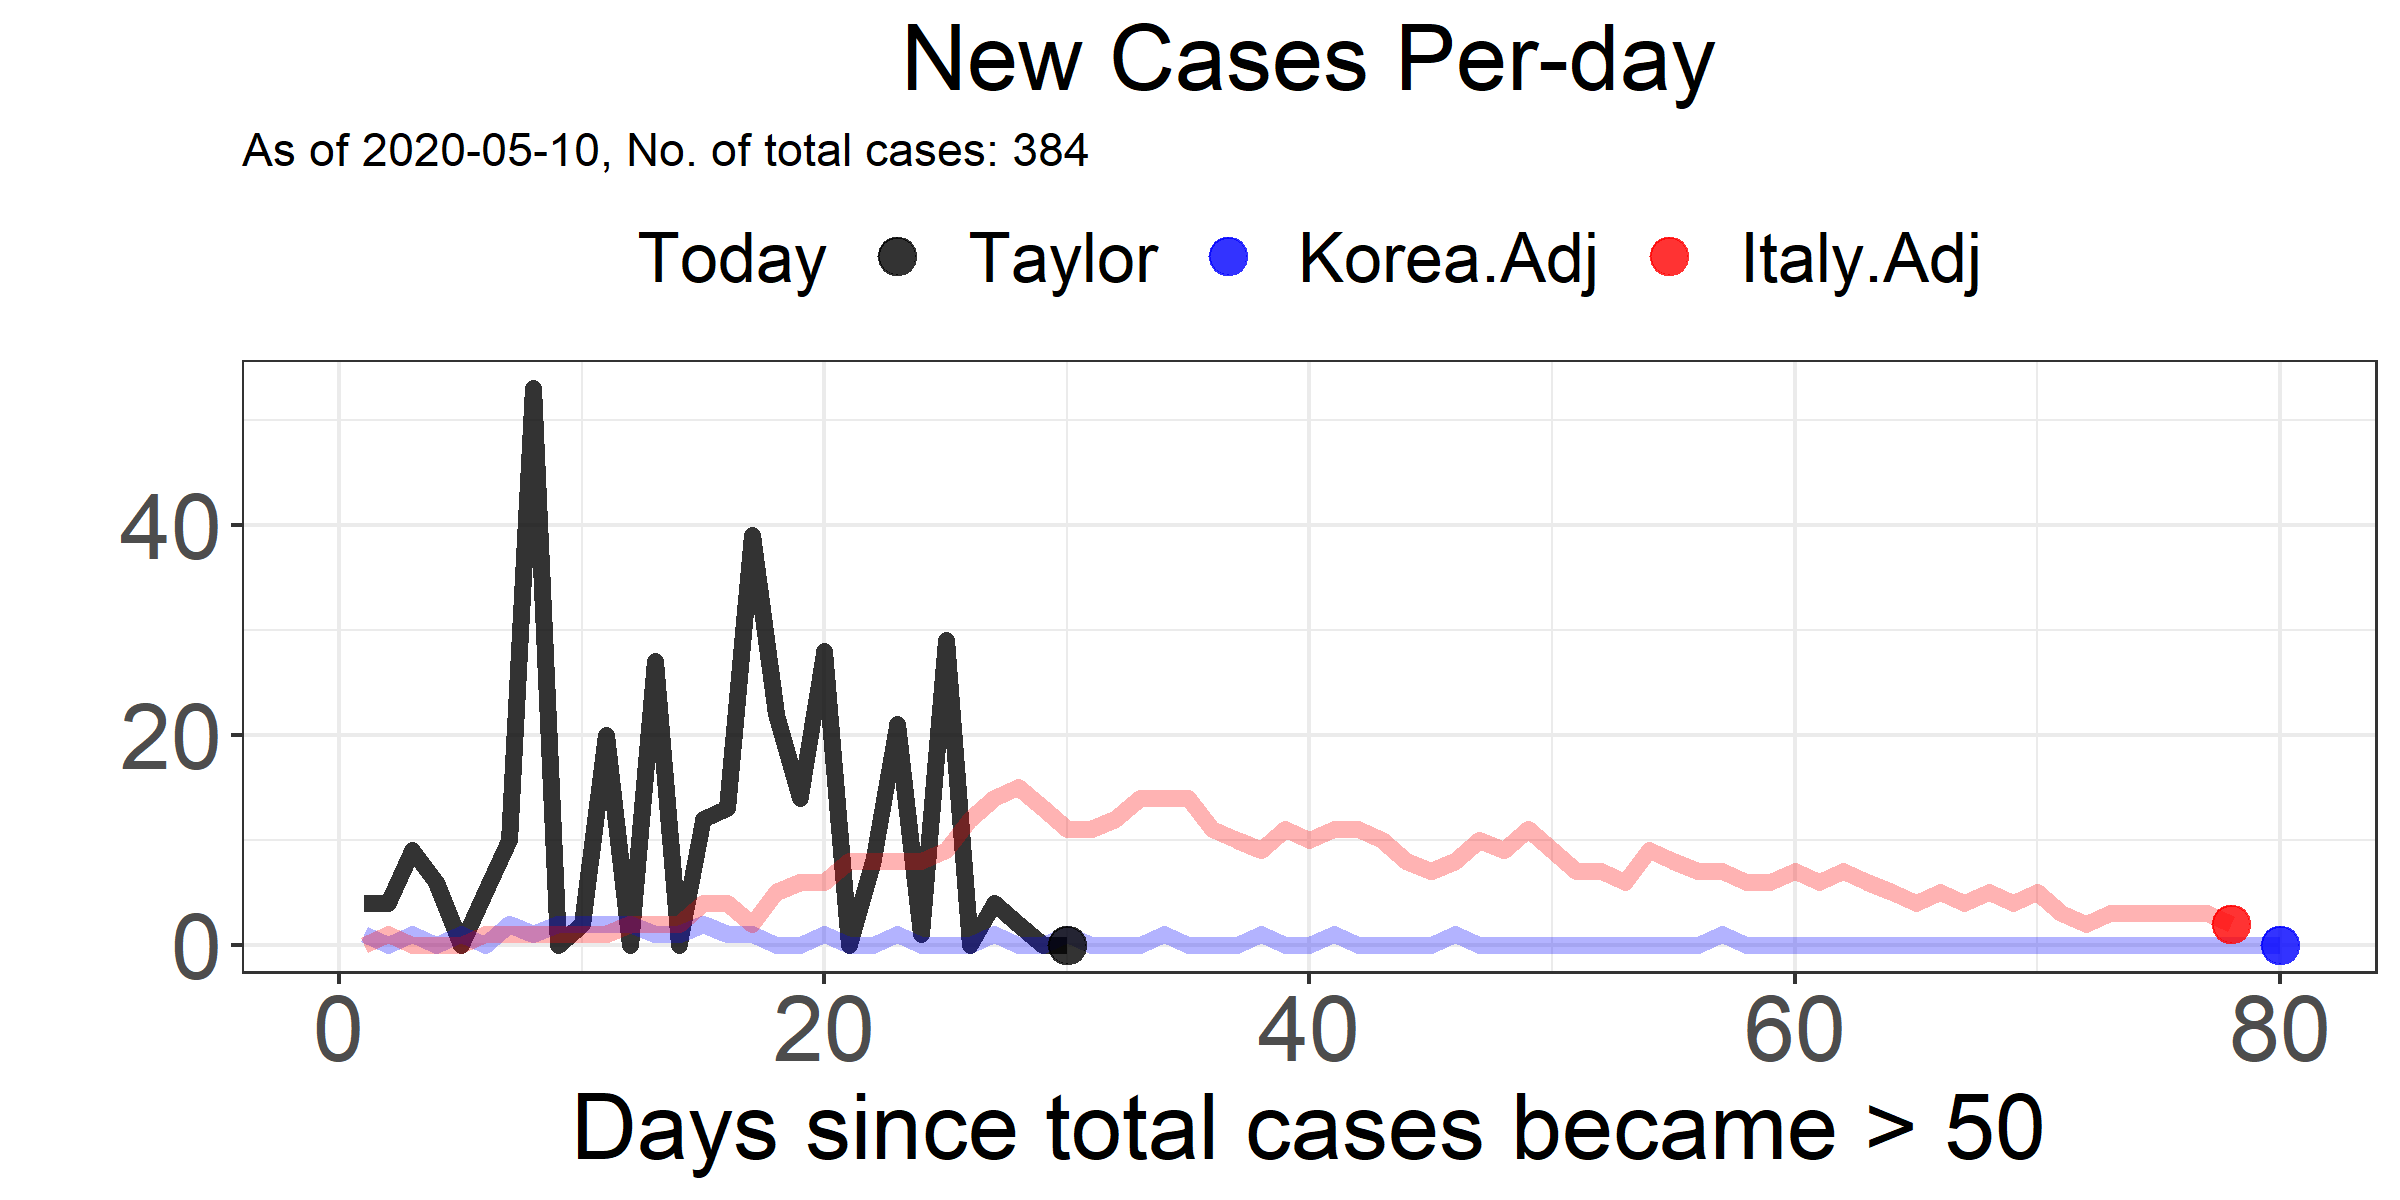 New Cases Per-day
As of 2020-05-10, No. of total cases: 384
Today Taylor Korea.Adj Italy.Adj
40
20
0
0 20 40 60 80
Days since total cases became > 50